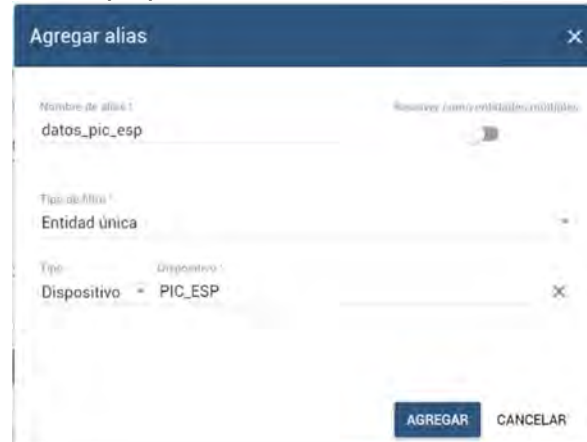 Agregar alias
Nombre de alias *
Resolver como entidades múltiples
datos_pic_esp
Tipo de filtro *
Entidad única
Tipo Dispositivo *
Dispositivo PIC_ESP
AGREGAR CANCELAR